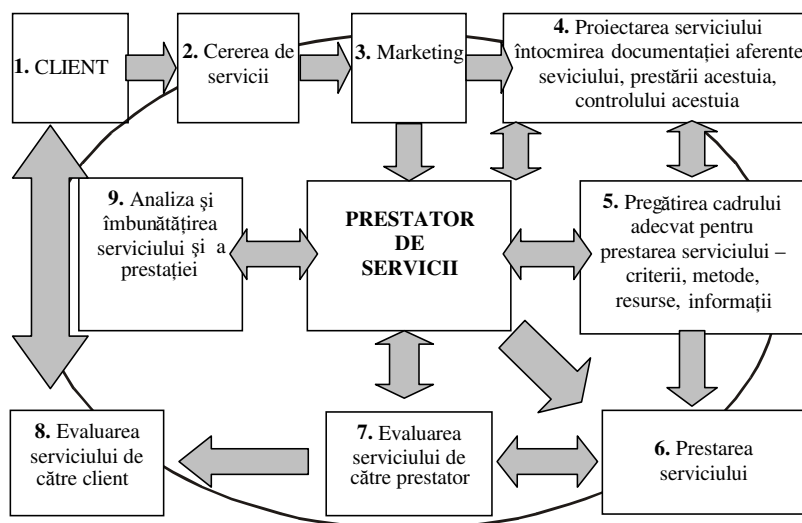 1. CLIENT
2. Cererea de
servicii
3. Marketing
4. Proiectarea serviciului
întocmirea documentației aferente
seviciului, prestării acestuia,
controlului acestuia
9. Analiza și
îmbunătățirea
serviciului și a
prestației
PRESTATOR
DE
SERVICII
5. Pregătirea cadrului
adecvat pentru
prestarea serviciului –
criterii, metode,
resurse, informații
8. Evaluarea
serviciului de
către client
7. Evaluarea
serviciului de
către prestator
6. Prestarea
serviciului